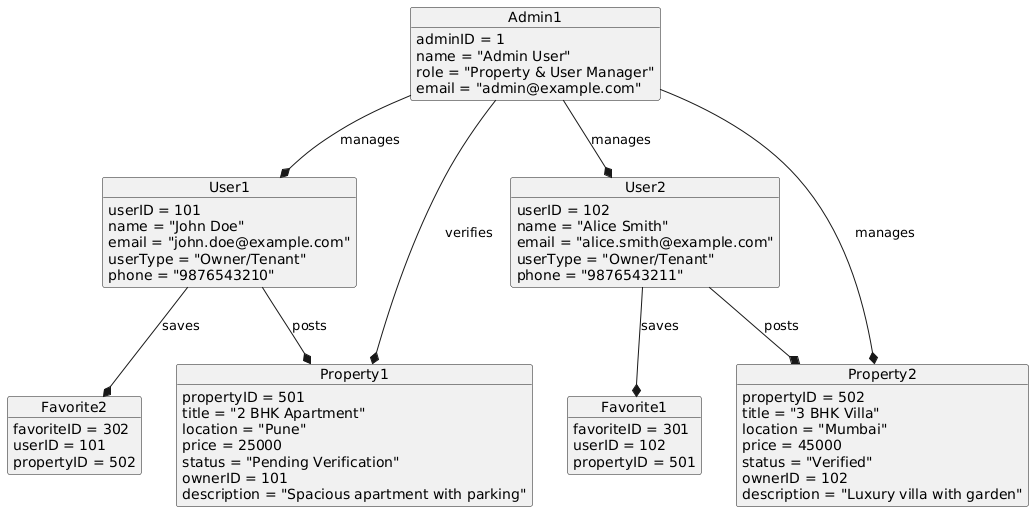 Admin1
adminID = 1
name = "Admin User"
role = "Property & User Manager"
email = "admin@example.com"
manages
manages
verifies
manages
User1
userID = 101
name = "John Doe"
email = "john.doe@example.com"
userType = "Owner/Tenant"
phone = "9876543210"
User2
userID = 102
name = "Alice Smith"
email = "alice.smith@example.com"
userType = "Owner/Tenant"
phone = "9876543211"
saves
posts
saves
posts
Favorite2
favoriteID = 302
userID = 101
propertyID = 502
Property1
propertyID = 501
title = "2 BHK Apartment"
location = "Pune"
price = 25000
status = "Pending Verification"
ownerID = 101
description = "Spacious apartment with parking"
Favorite1
favoriteID = 301
userID = 102
propertyID = 501
Property2
propertyID = 502
title = "3 BHK Villa"
location = "Mumbai"
price = 45000
status = "Verified"
ownerID = 102
description = "Luxury villa with garden"